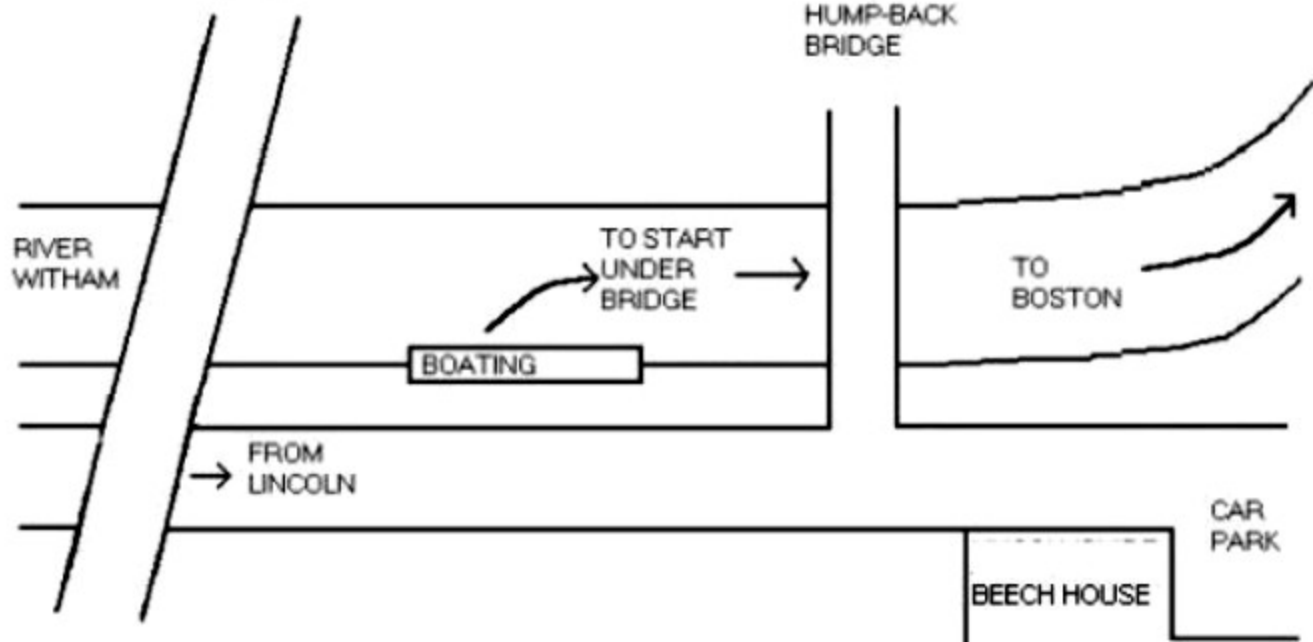 HUMP-BACK
BRIDGE
RIVER
WITHAM
TO START
UNDER
BRIDGE
TO
BOSTON
BOATING
FROM
LINCOLN
CAR
PARK
BEECH HOUSE